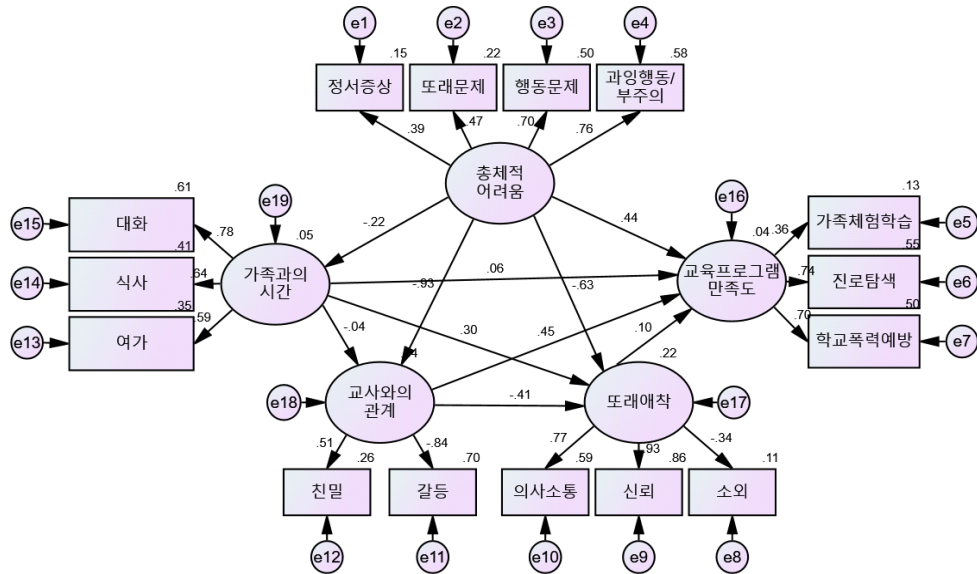 e1
e2
e3
e4
.15
.22
.50
.58
정서증상
또래문제
행동문제
과잉행동/
부주의
.39
.47
.70
.76
총체적
어려움
e19
e16
.61
.13
e15
대화
.05
-.22
.44
.04
.36
가족체험학습
e5
.41
.78
.55
e14
식사
.64
가족과의
시간
.06
교육프로그램
만족도
.74
진로탐색
e6
.35
-.93
-.63
.50
e13
여가
.59
.70
학교폭력예방
e7
-.04
.30
.45
.10
.22
e18
교사와의
관계
-.41
또래애착
e17
.51
-.84
.77
.93
-.34
.26
.70
.59
.86
.11
친밀
갈등
의사소통
신뢰
소외
e12
e11
e10
e9
e8